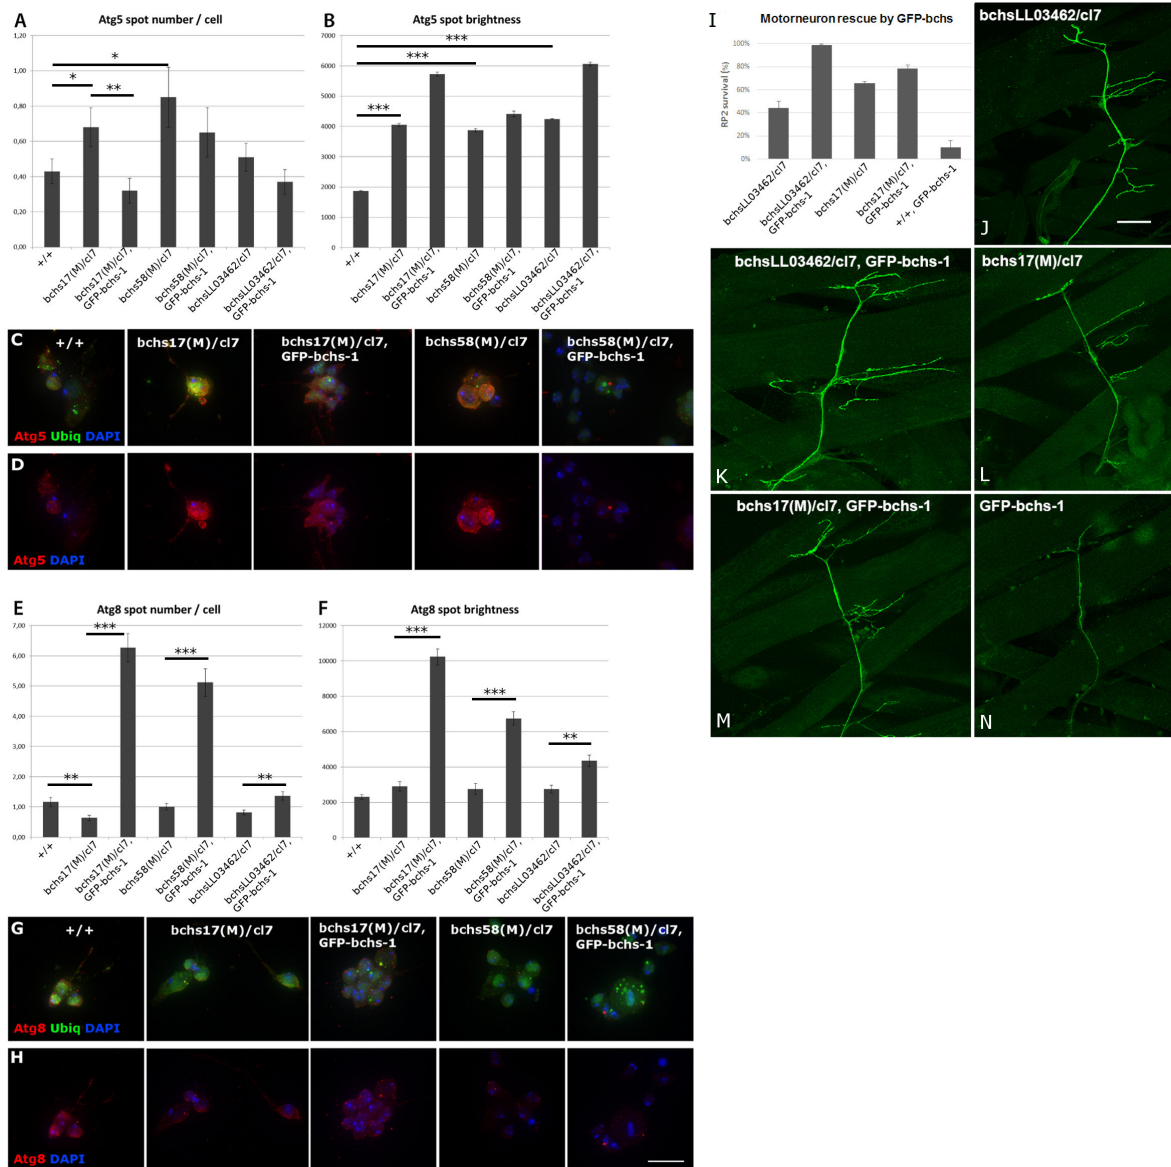 A
Atg5 spot number / cell
1,20
1,00
0,80
0,60
0,40
0,20
0,00
*
*
**
+/+
bchs17(M)/cl7
bchs17(M)/cl7,
GFP-bchs-1
bchs58(M)/cl7
bchs58(M)/cl7,
GFP-bchs-1
bchsLL03462/cl7
bchsLL03462/cl7,
GFP-bchs-1
B
Atg5 spot brightness
7000
6000
5000
4000
3000
2000
1000
0
***
***
***
+/+
bchs17(M)/cl7
bchs17(M)/cl7,
GFP-bchs-1
bchs58(M)/cl7
bchs58(M)/cl7,
GFP-bchs-1
bchsLL03462/cl7
bchsLL03462/cl7,
GFP-bchs-1
C
+/+
bchs17(M)/cl7
bchs17(M)/cl7,
GFP-bchs-1
bchs58(M)/cl7
bchs58(M)/cl7,
GFP-bchs-1
Atg5 Ubiq DAPI
D
Atg5 DAPI
E
Atg8 spot number / cell
7,00
6,00
5,00
4,00
3,00
2,00
1,00
0,00
**
***
***
**
+/+
bchs17(M)/cl7
bchs17(M)/cl7,
GFP-bchs-1
bchs58(M)/cl7
bchs58(M)/cl7,
GFP-bchs-1
bchsLL03462/cl7
bchsLL03462/cl7,
GFP-bchs-1
F
Atg8 spot brightness
12000
10000
8000
6000
4000
2000
0
***
***
**
+/+
bchs17(M)/cl7
bchs17(M)/cl7,
GFP-bchs-1
bchs58(M)/cl7
bchs58(M)/cl7,
GFP-bchs-1
bchsLL03462/cl7
bchsLL03462/cl7,
GFP-bchs-1
G
+/+
bchs17(M)/cl7
bchs17(M)/cl7,
GFP-bchs-1
bchs58(M)/cl7
bchs58(M)/cl7,
GFP-bchs-1
Atg8 Ubiq DAPI
H
Atg8 DAPI
I
Motorneuron rescue by GFP-bchs
RP2 survival (%)
100%
80%
60%
40%
20%
0%
bchsLL03462/cl7
bchsLL03462/cl7,
GFP-bchs-1
bchs17(M)/cl7
bchs17(M)/cl7,
GFP-bchs-1
+/+, GFP-bchs-1
bchsLL03462/cl7
J
bchsLL03462/cl7, GFP-bchs-1
K
bchs17(M)/cl7
L
bchs17(M)/cl7, GFP-bchs-1
M
GFP-bchs-1
N